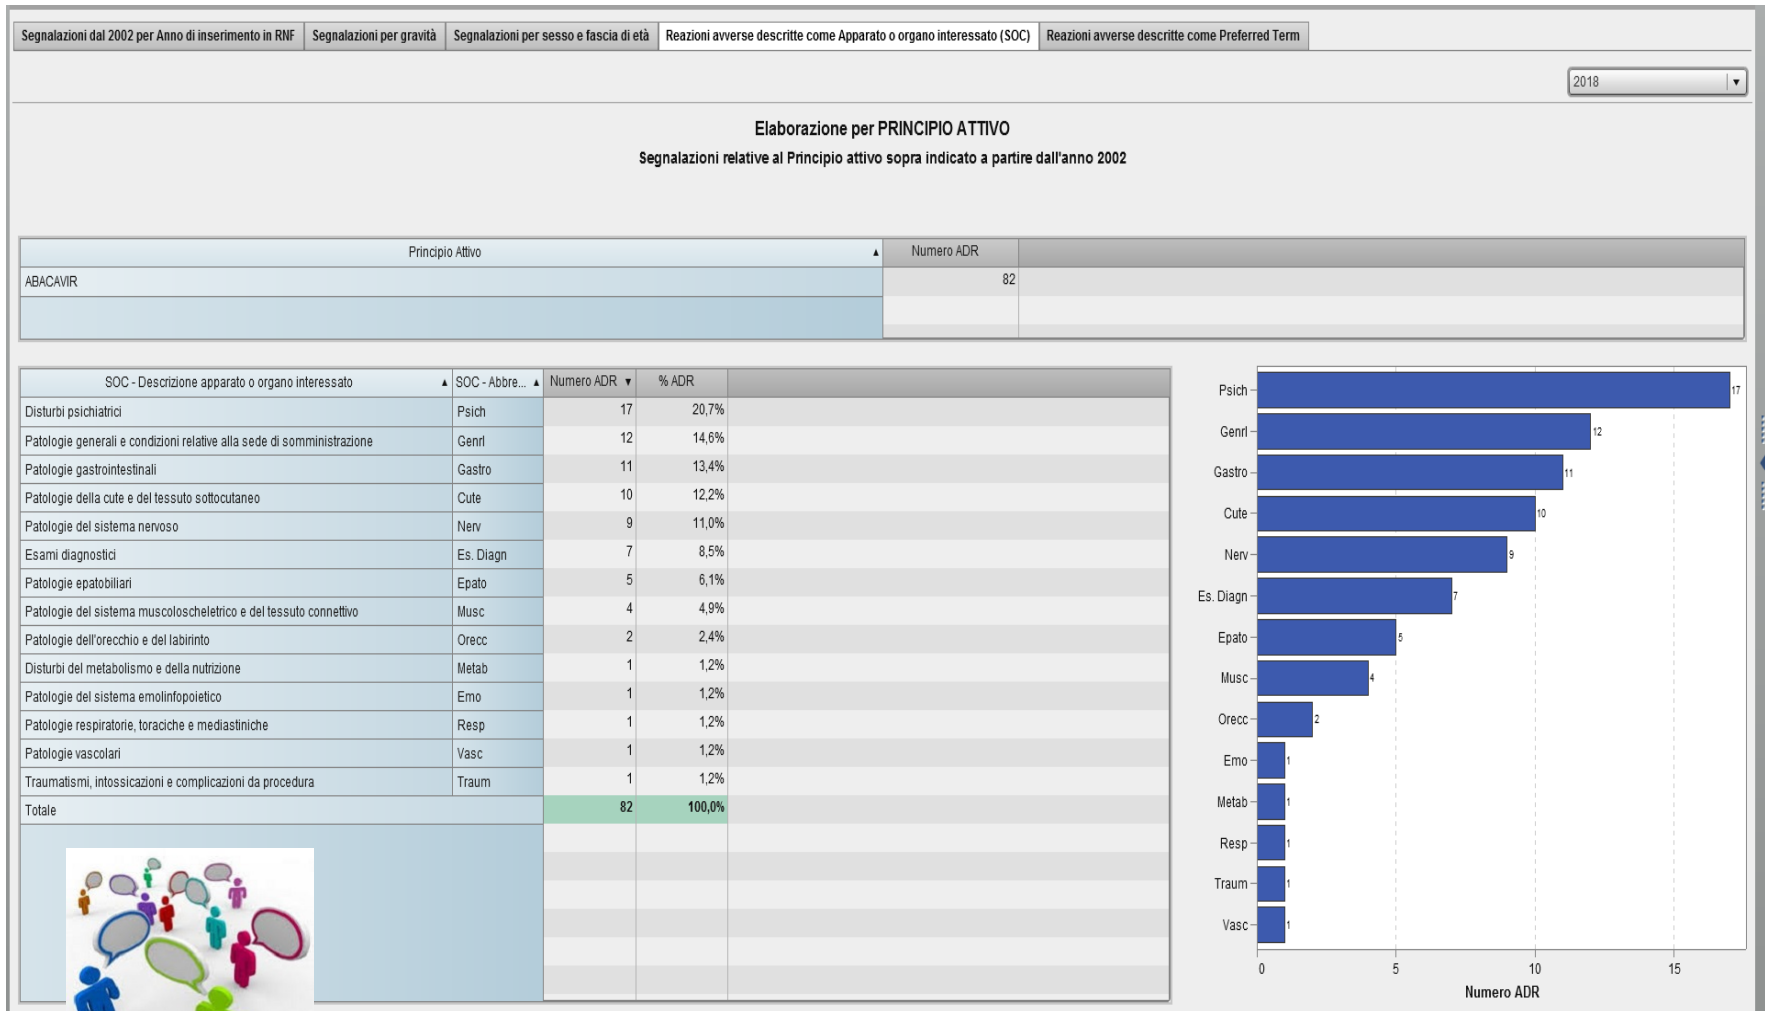 Segnalazioni dal 2002 per Anno di inserimento in RNF Segnalazioni per gravità Segnalazioni per sesso e fascia di età Reazioni avverse descritte come Apparato o organo interessato (SOC) Reazioni avverse descritte come Preferred Term
2018
Elaborazione per PRINCIPIO ATTIVO
Segnalazioni relative al Principio attivo sopra indicato a partire dall'anno 2002
Principio Attivo Numero ADR
ABACAVIR 82
SOC - Descrizione apparato o organo interessato SOC - Abbre... Numero ADR % ADR
Disturbi psichiatrici Psich 17 20,7%
Patologie generali e condizioni relative alla sede di somministrazione Genrl 12 14,6%
Patologie gastrointestinali Gastro 11 13,4%
Patologie della cute e del tessuto sottocutaneo Cute 10 12,2%
Patologie del sistema nervoso Nerv 9 11,0%
Esami diagnostici Es. Diagn 7 8,5%
Patologie epatobiliari Epato 5 6,1%
Patologie del sistema muscoloscheletrico e del tessuto connettivo Musc 4 4,9%
Patologie dell'orecchio e del labirinto Orecc 2 2,4%
Disturbi del metabolismo e della nutrizione Metab 1 1,2%
Patologie del sistema emolinfopoietico Emo 1 1,2%
Patologie respiratorie, toraciche e mediastiniche Resp 1 1,2%
Patologie vascolari Vasc 1 1,2%
Traumatismi, intossicazioni e complicazioni da procedura Traum 1 1,2%
Totale 82 100,0%
Psich 17
Genrl 12
Gastro 11
Cute 10
Nerv 9
Es. Diagn 7
Epato 5
Musc 4
Orecc 2
Emo 1
Metab 1
Resp 1
Traum 1
Vasc 1
0 5 10 15
Numero ADR